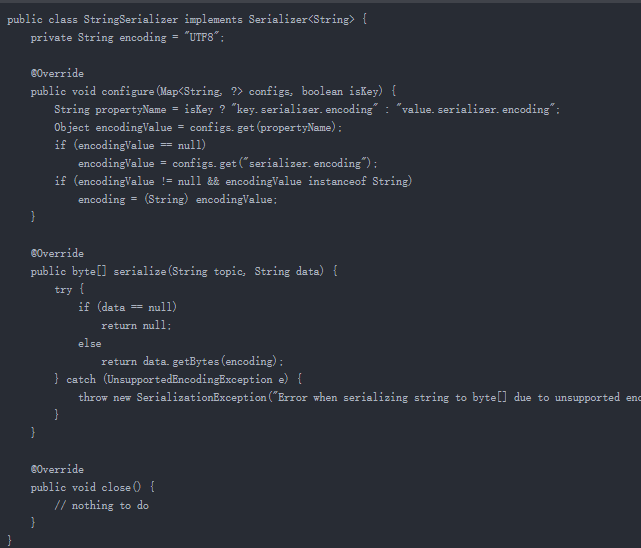 public class StringSerializer implements Serializer<String> {
    private String encoding = "UTF8";

    @Override
    public void configure(Map<String, ?> configs, boolean isKey) {
        String propertyName = isKey ? "key.serializer.encoding" : "value.serializer.encoding";
        Object encodingValue = configs.get(propertyName);
        if (encodingValue == null)
            encodingValue = configs.get("serializer.encoding");
        if (encodingValue != null && encodingValue instanceof String)
            encoding = (String) encodingValue;
    }

    @Override
    public byte[] serialize(String topic, String data) {
        try {
            if (data == null)
                return null;
            else
                return data.getBytes(encoding);
        } catch (UnsupportedEncodingException e) {
            throw new SerializationException("Error when serializing string to byte[] due to unsupported enc
        }
    }

    @Override
    public void close() {
        // nothing to do
    }
}